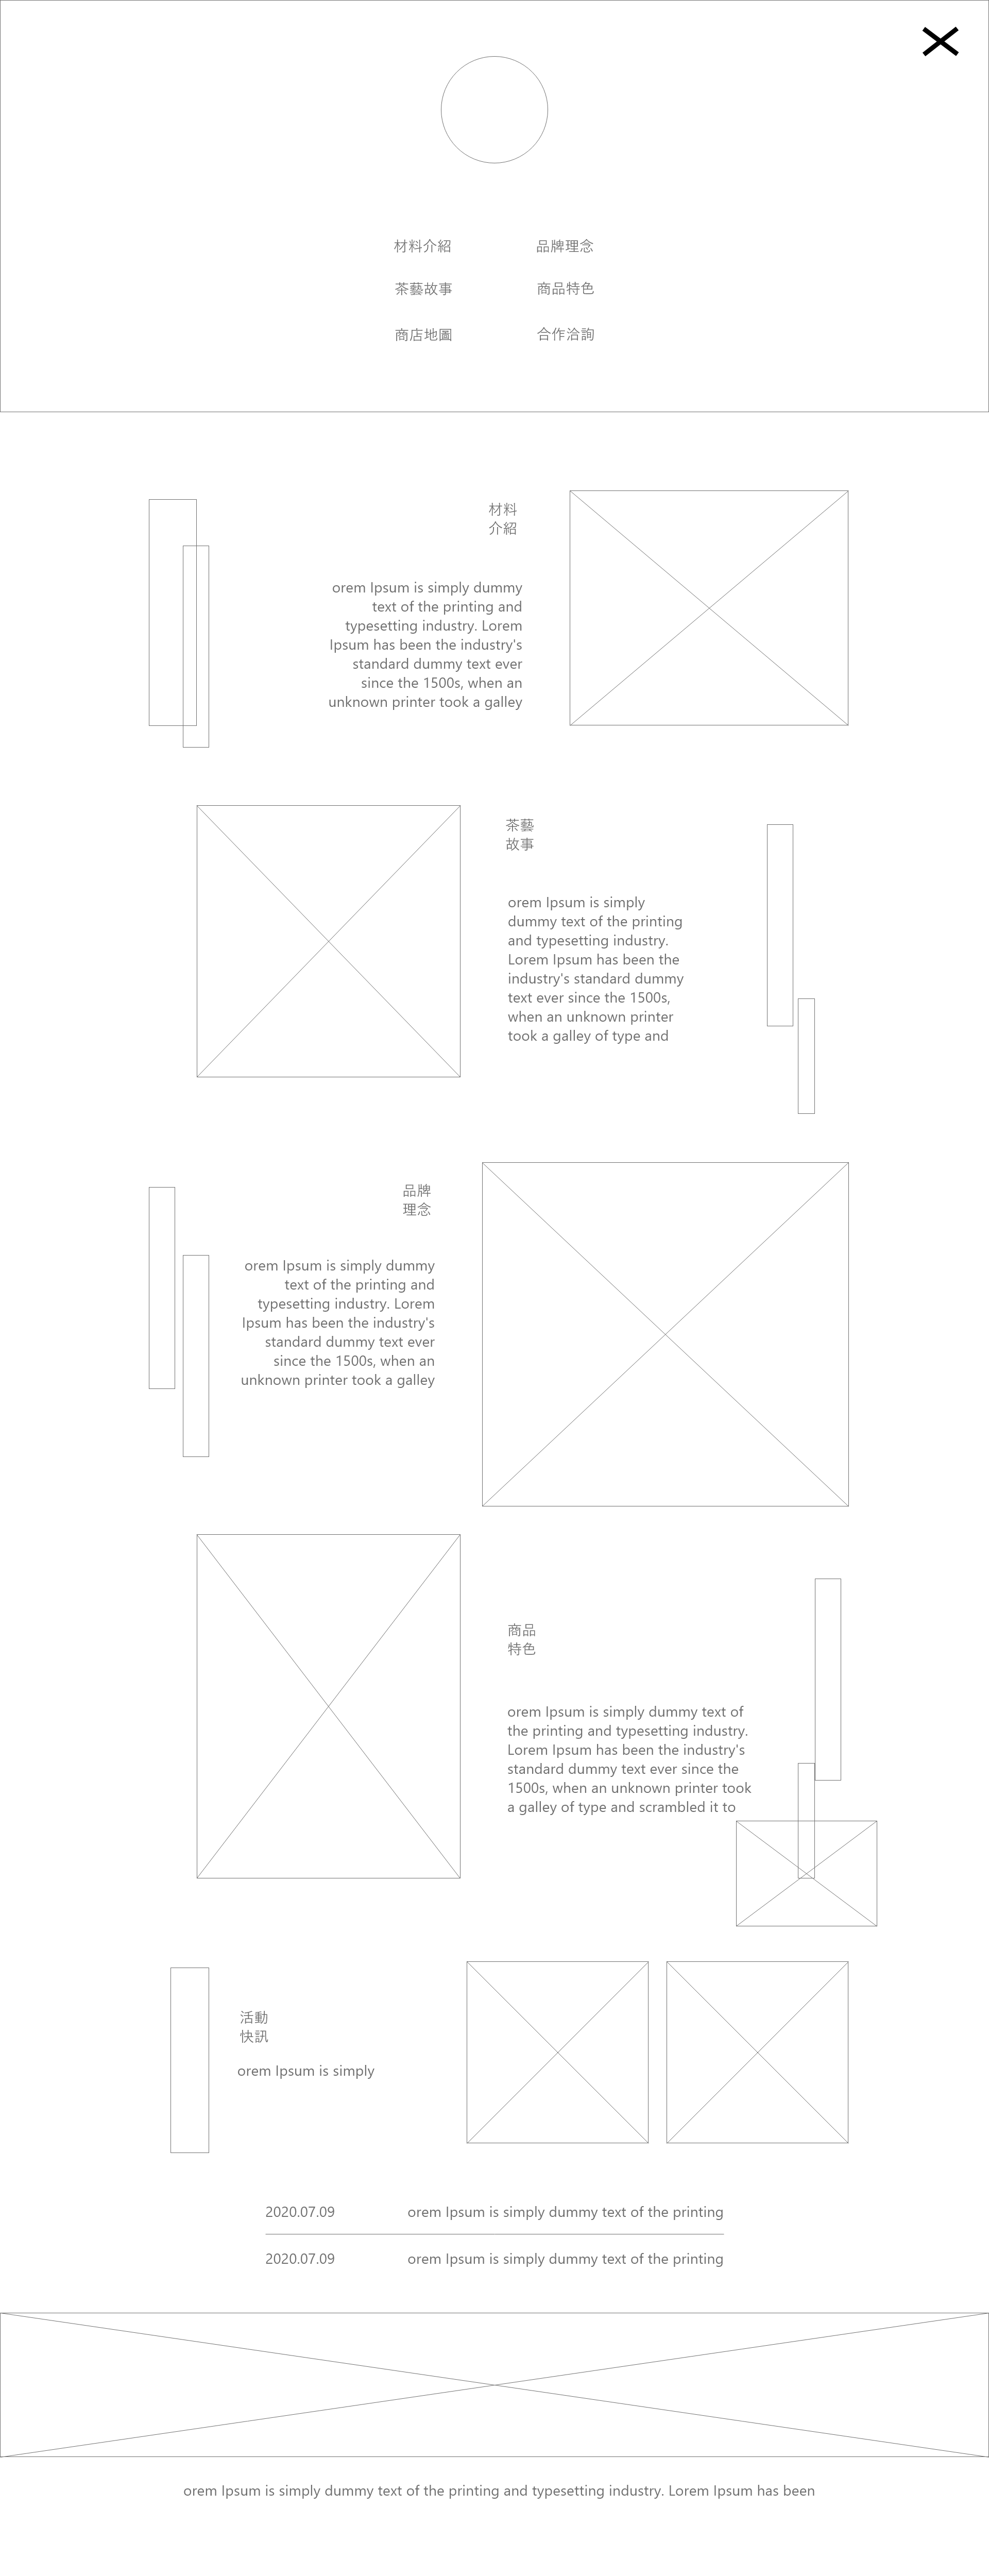 材料介紹 品牌理念
茶藝故事 商品特色
商店地圖 合作洽詢
材料
介紹
orem Ipsum is simply dummy
text of the printing and
typesetting industry. Lorem
Ipsum has been the industry's
standard dummy text ever
since the 1500s, when an
unknown printer took a galley
茶藝
故事
orem Ipsum is simply
dummy text of the printing
and typesetting industry.
Lorem Ipsum has been the
industry's standard dummy
text ever since the 1500s,
when an unknown printer
took a galley of type and
品牌
理念
orem Ipsum is simply dummy
text of the printing and
typesetting industry. Lorem
Ipsum has been the industry's
standard dummy text ever
since the 1500s, when an
unknown printer took a galley
商品
特色
orem Ipsum is simply dummy text of
the printing and typesetting industry.
Lorem Ipsum has been the industry's
standard dummy text ever since the
1500s, when an unknown printer took
a galley of type and scrambled it to
活動
快訊
orem Ipsum is simply
2020.07.09 orem Ipsum is simply dummy text of the printing
2020.07.09 orem Ipsum is simply dummy text of the printing
orem Ipsum is simply dummy text of the printing and typesetting industry. Lorem Ipsum has been